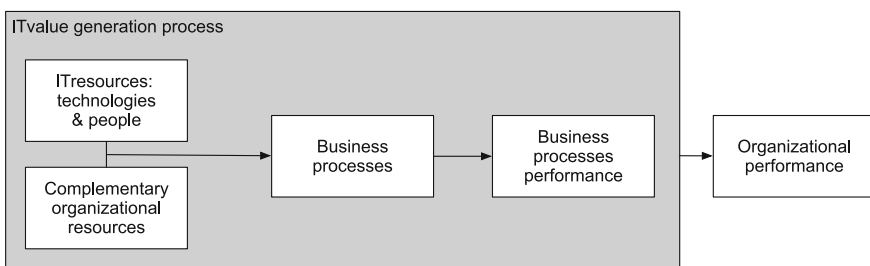 ITvalue generation process
ITresources:
technologies
& people
Complementary
organizational
resources
Business
processes
Business
processes
performance
Organizational
performance